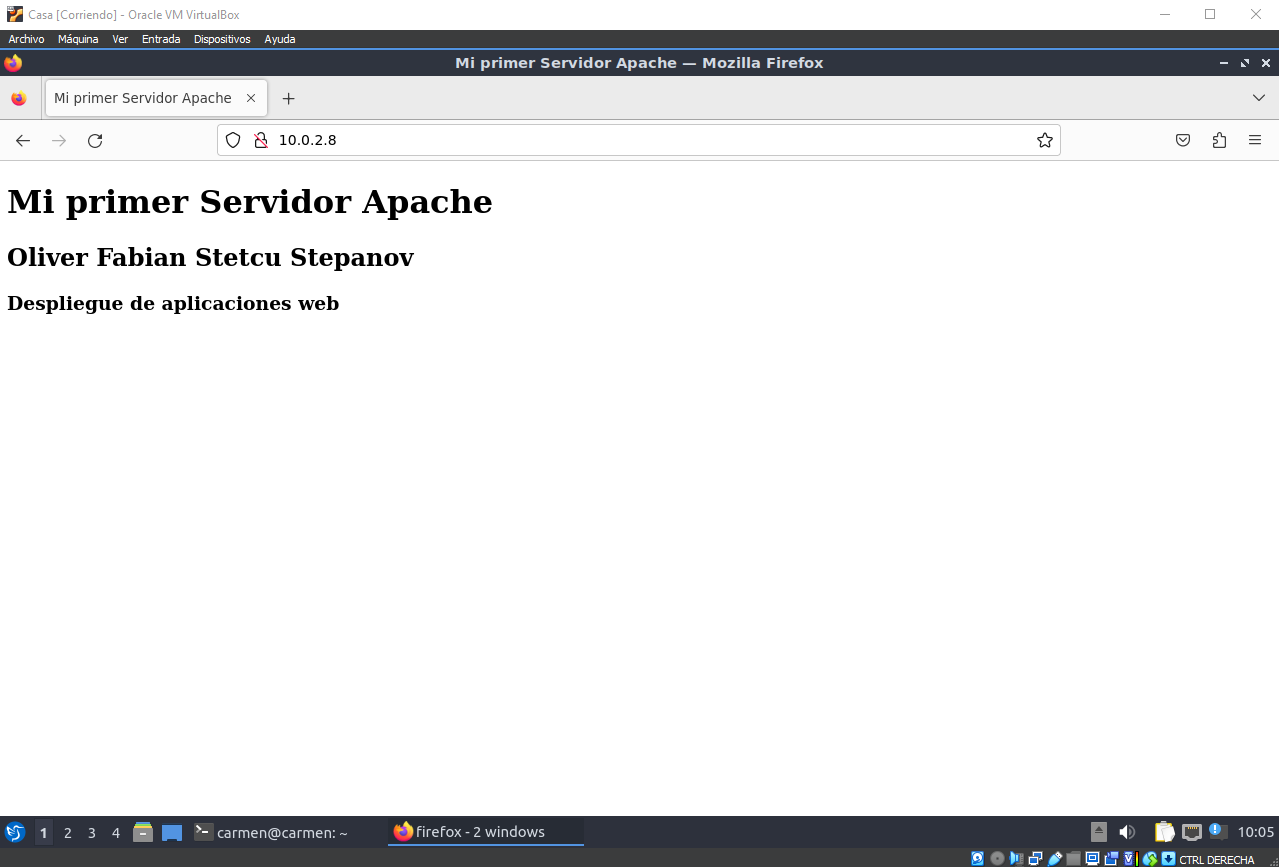 Casa [Corriendo] - Oracle VM VirtualBox
Archivo Máquina Ver Entrada Dispositivos Ayuda
Mi primer Servidor Apache — Mozilla Firefox
Mi primer Servidor Apache
10.0.2.8
Mi primer Servidor Apache
Oliver Fabian Stetcu Stepanov
Despliegue de aplicaciones web
1 2 3 4 carmen@carmen: ~ firefox - 2 windows 10:05
CTRL DERECHA